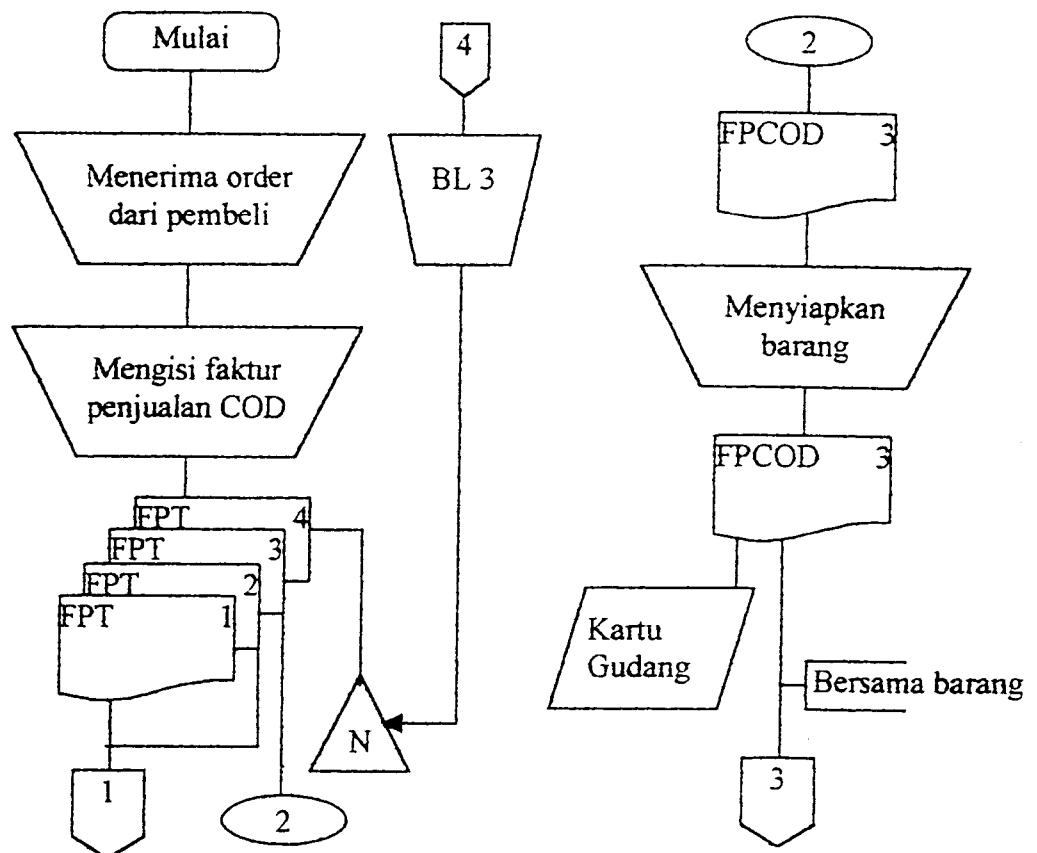 Mulai
Menerima order
dari pembeli
Mengisi faktur
penjualan COD
FPT 4
FPT 3
FPT 2
FPT 1
1
2
N
4
BL 3
2
FPCOD 3
Menyiapkan
barang
FPCOD 3
Kartu
Gudang
Bersama barang
3